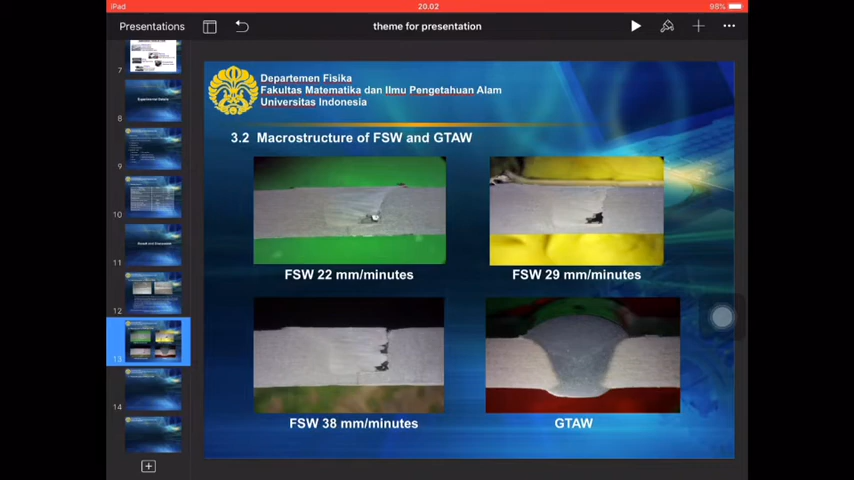 iPad
20.02
98%
Presentations
theme for presentation
7
8
9
10
11
12
13
14
Departemen Fisika
Fakultas Matematika dan Ilmu Pengetahuan Alam
Universitas Indonesia
3.2 Macrostructure of FSW and GTAW
FSW 22 mm/minutes
FSW 29 mm/minutes
FSW 38 mm/minutes
GTAW